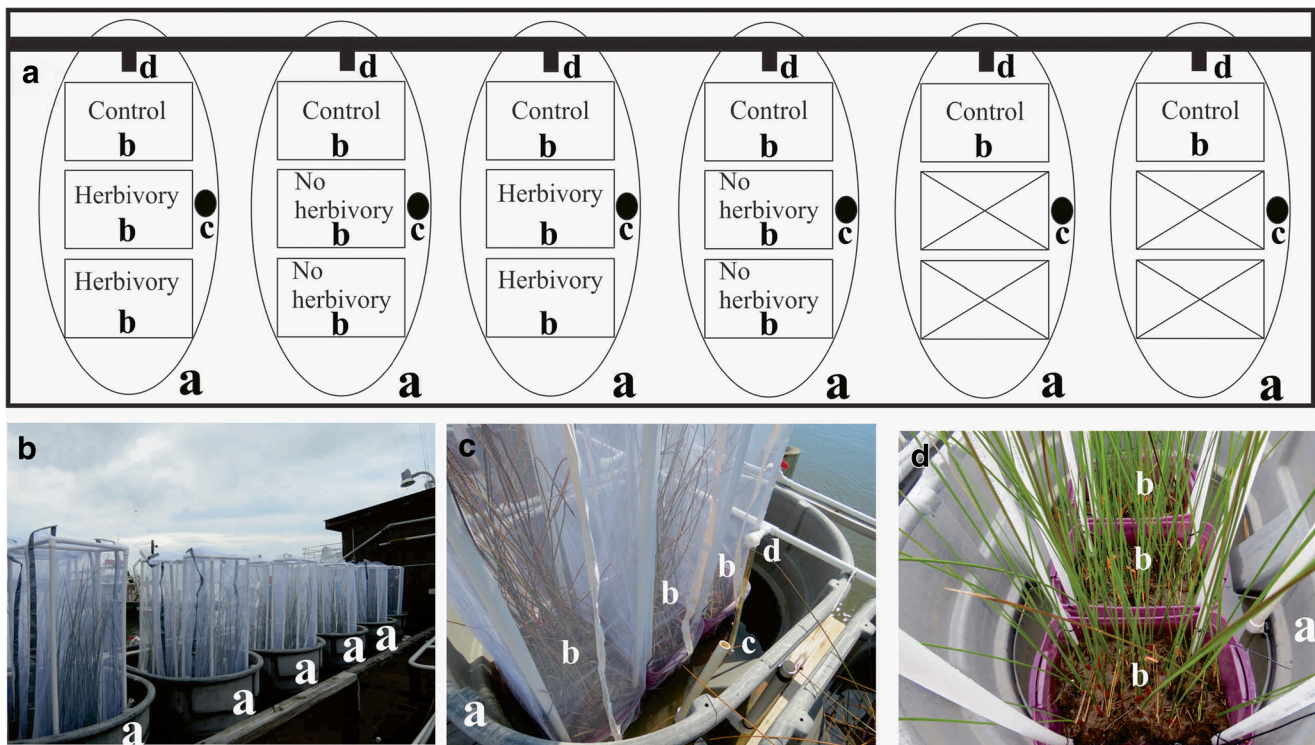 d d d d d d
a
Control Control Control Control Control Control
b b b b b b
Herbivory No herbivory Herbivory No herbivory
b b b b
c c c c c c
Herbivory No herbivory Herbivory No herbivory
b b b b
a a a a a a
b
a a a a a
c
d
b b b
c
a
d
b
b
a
b